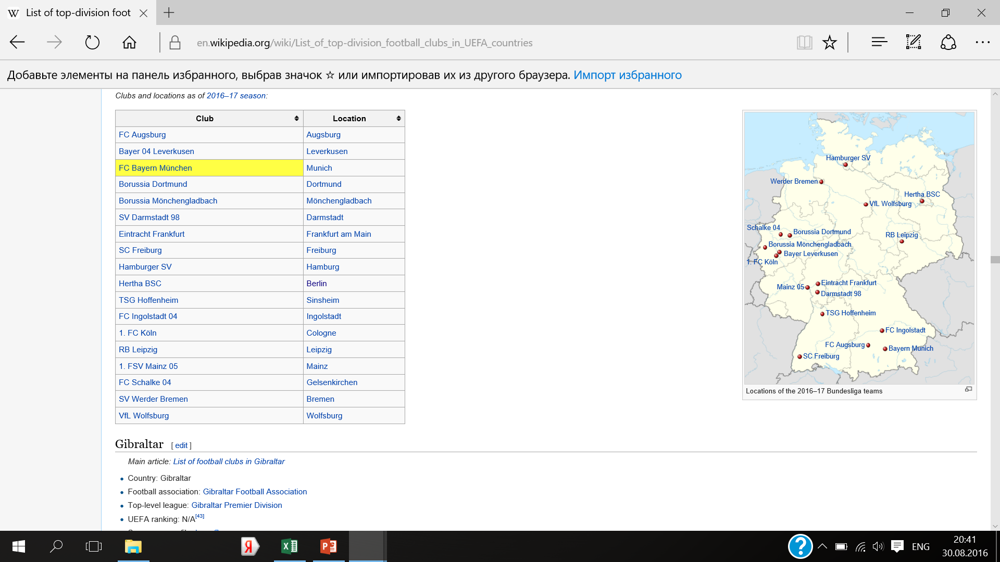 W List of top-division foot
en.wikipedia.org/wiki/List_of_top-division_football_clubs_in_UEFA_countries
Добавьте элементы на панель избранного, выбрав значок ☆ или импортировав их из другого браузера. Импорт избранного
Clubs and locations as of 2016–17 season:
Club Location
FC Augsburg Augsburg
Bayer 04 Leverkusen Leverkusen
FC Bayern München Munich
Borussia Dortmund Dortmund
Borussia Mönchengladbach Mönchengladbach
SV Darmstadt 98 Darmstadt
Eintracht Frankfurt Frankfurt am Main
SC Freiburg Freiburg
Hamburger SV Hamburg
Hertha BSC Berlin
TSG Hoffenheim Sinsheim
FC Ingolstadt 04 Ingolstadt
1. FC Köln Cologne
RB Leipzig Leipzig
1. FSV Mainz 05 Mainz
FC Schalke 04 Gelsenkirchen
SV Werder Bremen Bremen
VfL Wolfsburg Wolfsburg
Hamburger SV
Werder Bremen
Hertha BSC
VfL Wolfsburg
Schalke 04
Borussia Dortmund
RB Leipzig
Borussia Mönchengladbach
Bayer Leverkusen
1. FC Köln
Eintracht Frankfurt
Mainz 05
Darmstadt 98
TSG Hoffenheim
FC Ingolstadt
FC Augsburg
Bayern Munich
SC Freiburg
Locations of the 2016–17 Bundesliga teams
Gibraltar [ edit ]
Main article: List of football clubs in Gibraltar
Country: Gibraltar
Football association: Gibraltar Football Association
Top-level league: Gibraltar Premier Division
UEFA ranking: N/A[43]
Я
X
P
?
ENG
20:41
30.08.2016